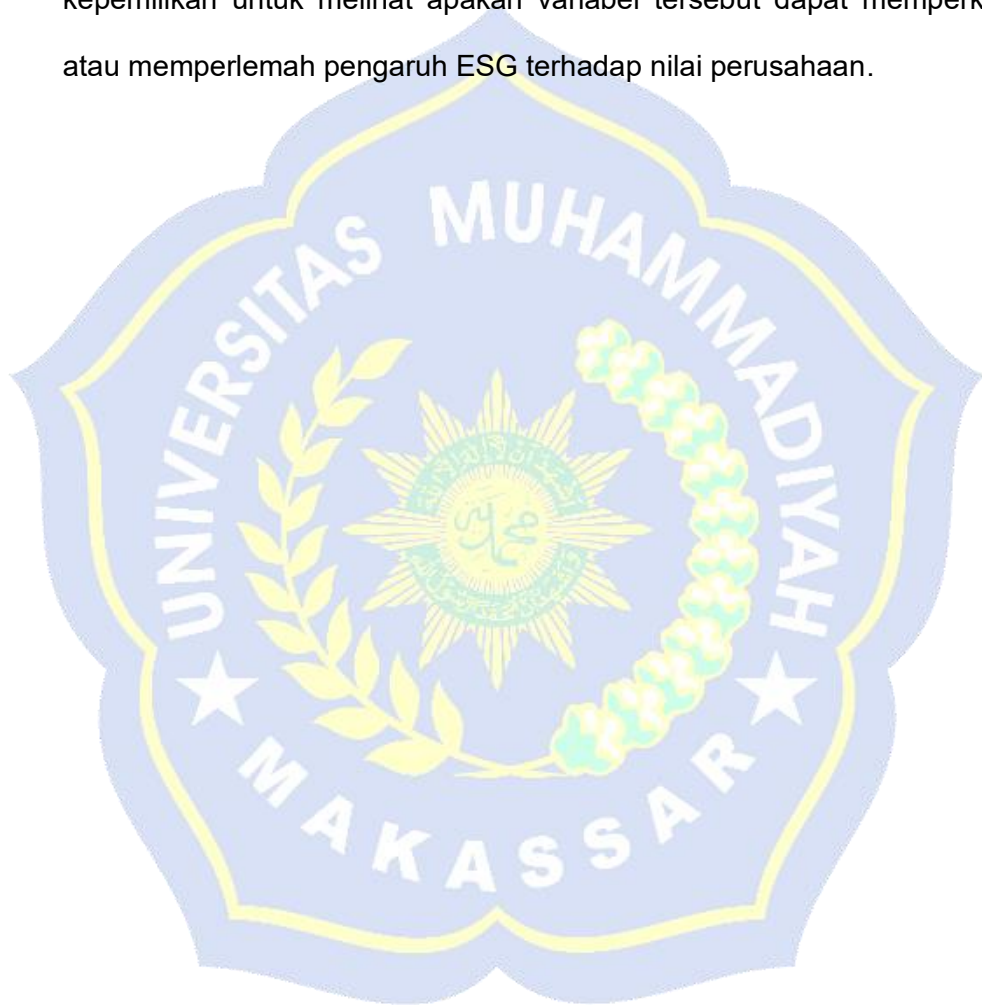 kepemilikan untuk melihat apakah variabel tersebut dapat
atau memperlemah pengaruh ESG terhadap nilai perusahaan.
UNIVERSITAS MUHAMMADIYAH
★ MAKASSAR ★